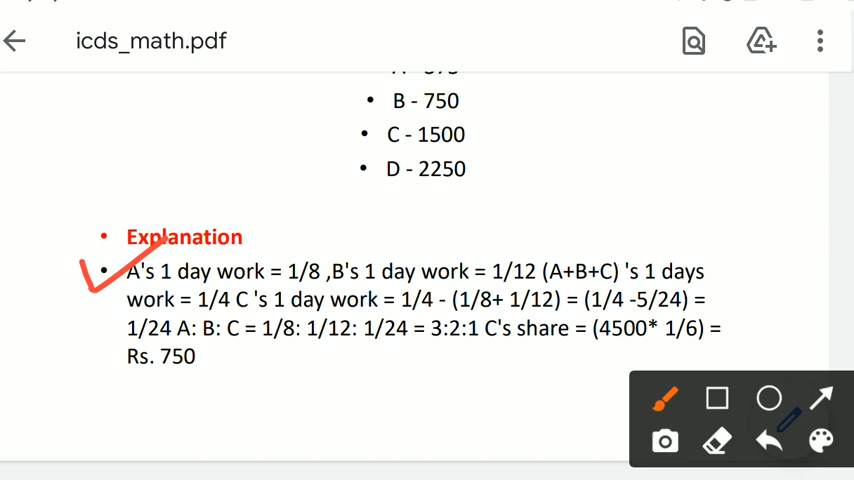 icds_math.pdf
• B - 750
• C - 1500
• D - 2250
• Explanation
• A's 1 day work = 1/8 ,B's 1 day work = 1/12 (A+B+C) 's 1 days
work = 1/4 C 's 1 day work = 1/4 - (1/8+ 1/12) = (1/4 -5/24) =
1/24 A: B: C = 1/8: 1/12: 1/24 = 3:2:1 C's share = (4500* 1/6) =
Rs. 750